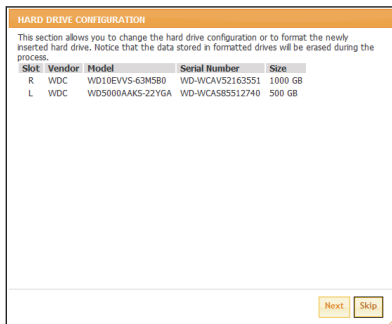 HARD DRIVE CONFIGURATION
This section allows you to change the hard drive configuration or to format the newly
inserted hard drive. Notice that the data stored in formatted drives will be erased during the
process.
Slot Vendor Model Serial Number Size
R WDC WD10EVVS-63M5B0 WD-WCAV52163551 1000 GB
L WDC WD5000AAKS-22YGA WD-WCAS85512740 500 GB
Next Skip